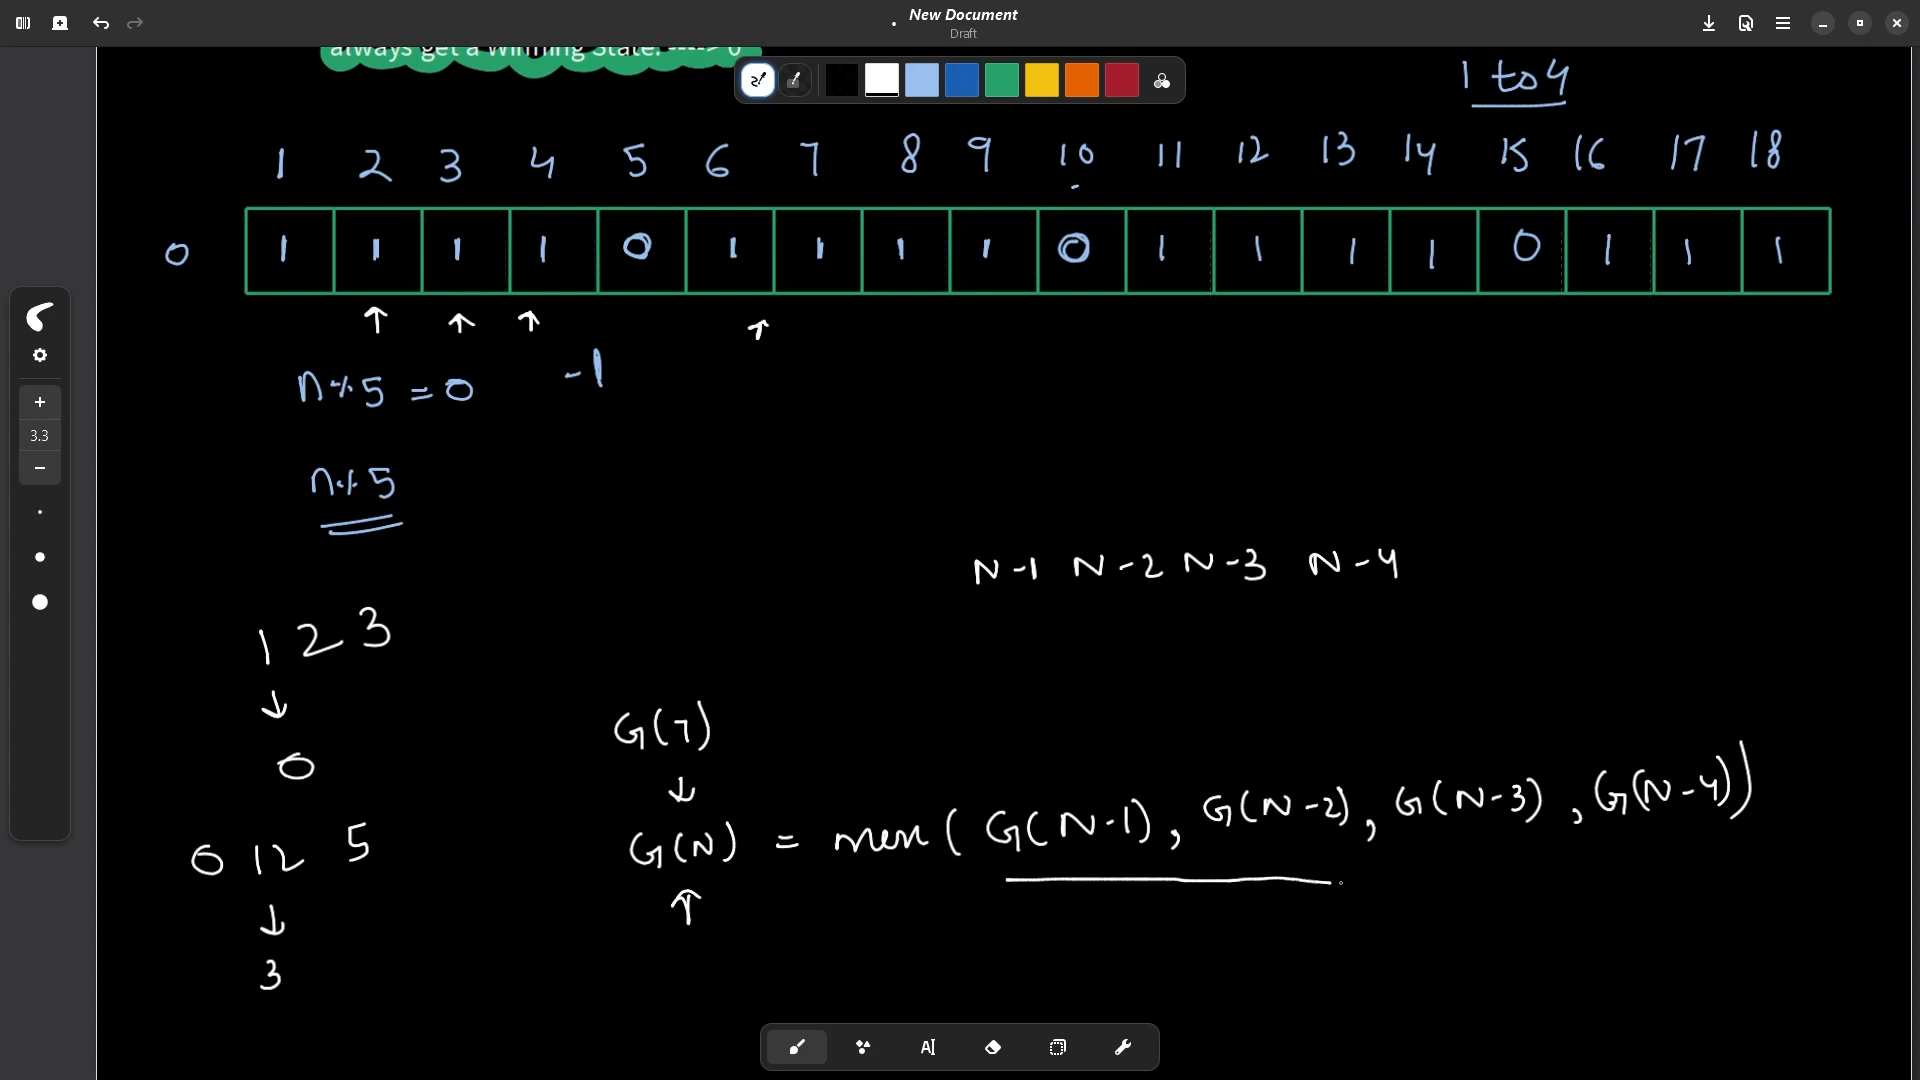 New Document
Draft
always get a Winning State. ----> 0
1 to 4
1 2 3 4 5 6 7 8 9 10 11 12 13 14 15 16 17 18
0 1 1 1 1 0 1 1 1 1 0 1 1 1 1 0 1 1 1
n % 5 = 0 -1
3.3
n % 5
N-1 N-2 N-3 N-4
1 2 3
0
G(7)
G(N) = mex( G(N-1), G(N-2), G(N-3), G(N-4))
0 12 5
3
AI